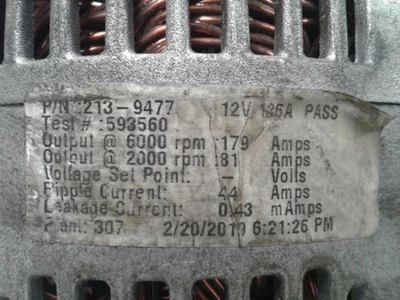 P/N :213-9477 12V 136A PASS
Test # :593560
Output @ 6000 rpm :179 Amps
Output @ 2000 rpm :81 Amps
Voltage Set Point: - Volts
Ripple Current: 44 Amps
Leakage Current: 0.43 mAmps
Plant: 307 2/20/2010 6:21:26 PM